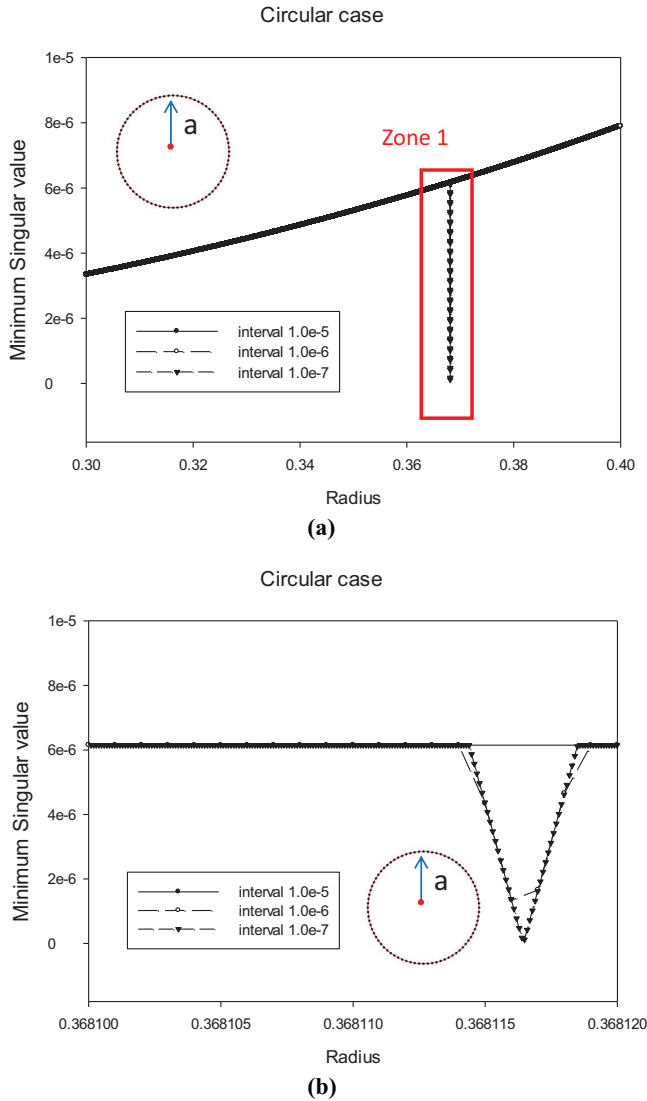 Circular case
1e-5
8e-6
6e-6
4e-6
2e-6
0
Minimum Singular value
a
Zone 1
interval 1.0e-5
interval 1.0e-6
interval 1.0e-7
0.30 0.32 0.34 0.36 0.38 0.40
Radius
(a)
Circular case
1e-5
8e-6
6e-6
4e-6
2e-6
0
Minimum Singular value
interval 1.0e-5
interval 1.0e-6
interval 1.0e-7
a
0.368100 0.368105 0.368110 0.368115 0.368120
Radius
(b)